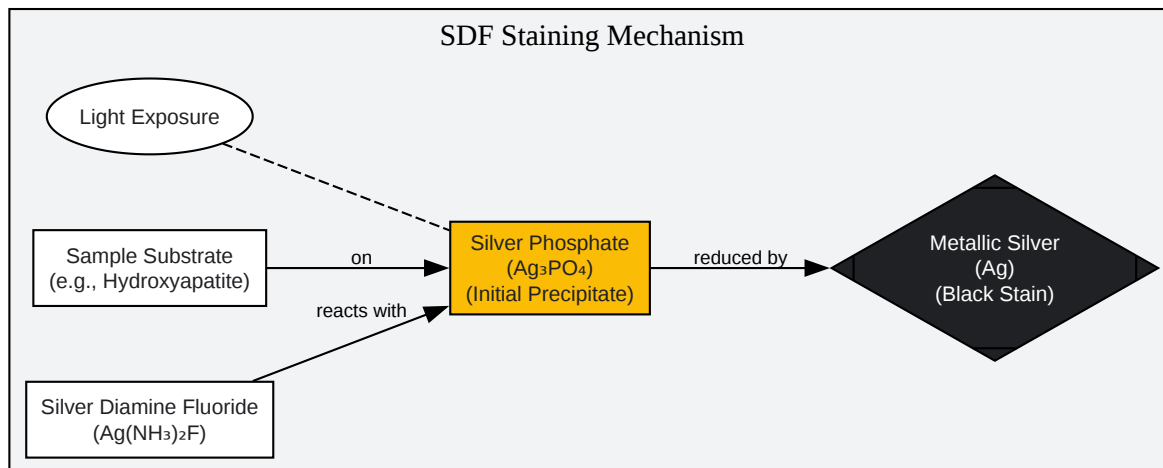 SDF Staining Mechanism
Light Exposure
Sample Substrate
(e.g., Hydroxyapatite)
on
reacts with
Silver Diamine Fluoride
(Ag(NH₃)₂F)
Silver Phosphate
(Ag₃PO₄)
(Initial Precipitate)
reduced by
Metallic Silver
(Ag)
(Black Stain)